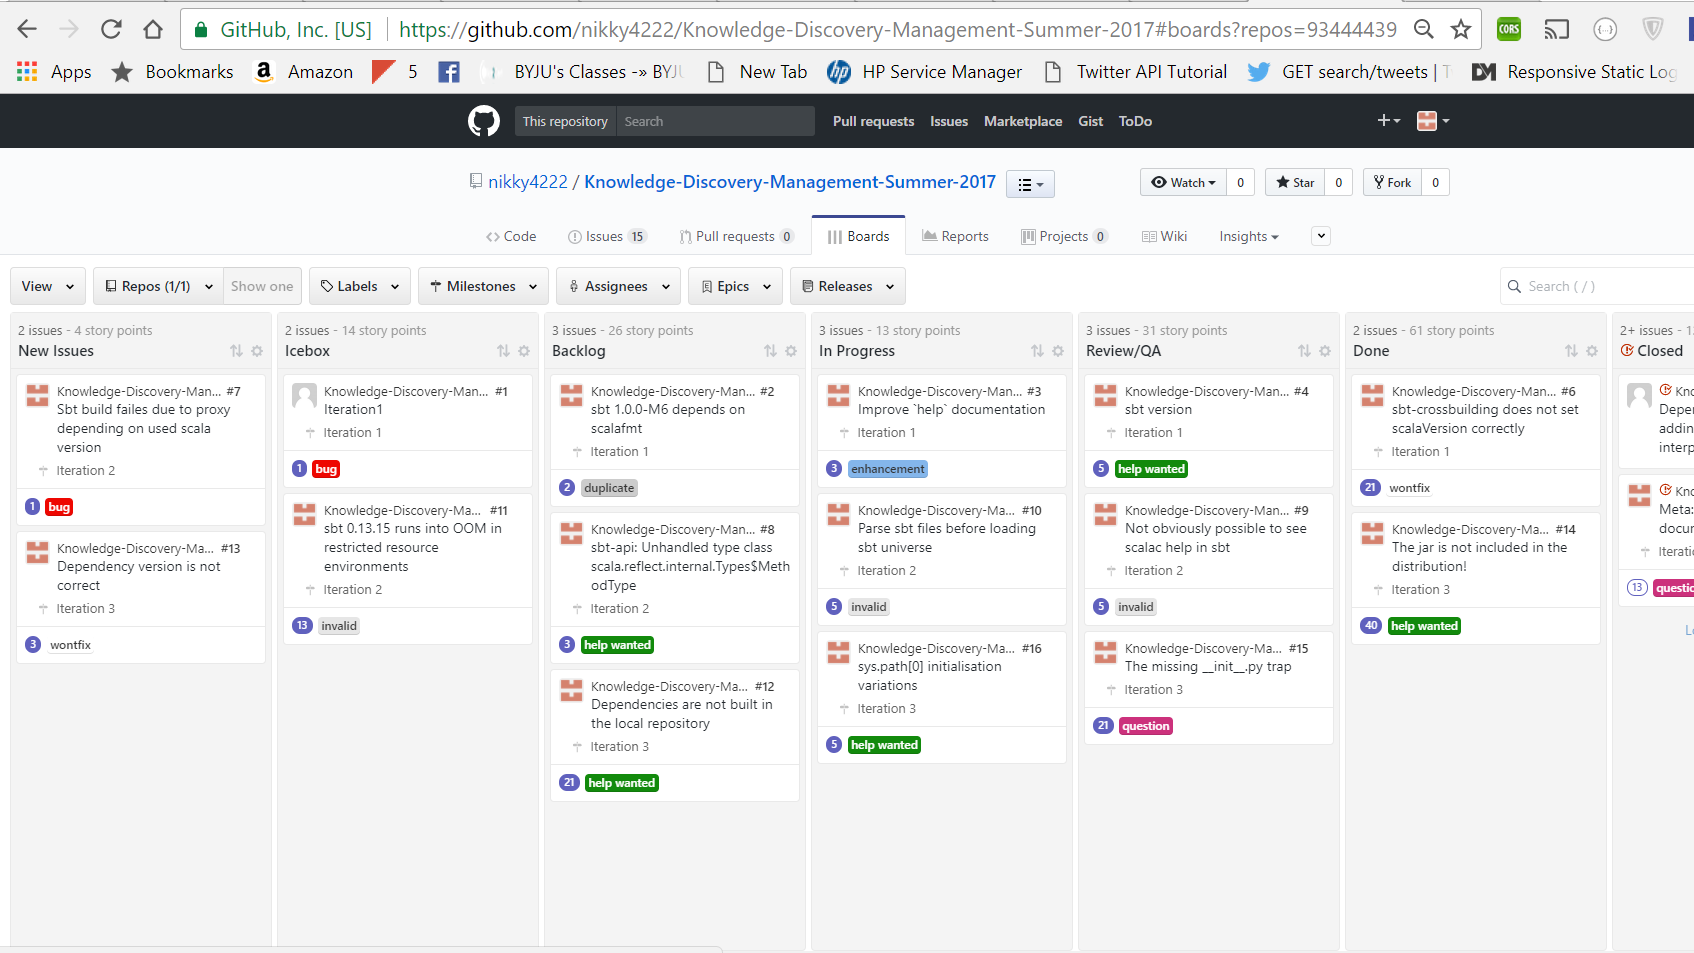 GitHub, Inc. [US] https://github.com/nikky4222/Knowledge-Discovery-Management-Summer-2017#boards?repos=93444439
CORS
Apps Bookmarks Amazon 5 BYJU's Classes -» BYJU New Tab HP Service Manager Twitter API Tutorial GET search/tweets | T Responsive Static Log
This repository Search Pull requests Issues Marketplace Gist ToDo
nikky4222 / Knowledge-Discovery-Management-Summer-2017 Watch 0 Star 0 Fork 0
Code Issues 15 Pull requests 0 Boards Reports Projects 0 Wiki Insights
View Repos (1/1) Show one Labels Milestones Assignees Epics Releases Search ( / )
2 issues - 4 story points
New Issues
Knowledge-Discovery-Man... #7
Sbt build failes due to proxy
depending on used scala
version
Iteration 2
1 bug
Knowledge-Discovery-Ma... #13
Dependency version is not
correct
Iteration 3
3 wontfix
2 issues - 14 story points
Icebox
Knowledge-Discovery-Man... #1
Iteration1
Iteration 1
1 bug
Knowledge-Discovery-Ma... #11
sbt 0.13.15 runs into OOM in
restricted resource
environments
Iteration 2
13 invalid
3 issues - 26 story points
Backlog
Knowledge-Discovery-Man... #2
sbt 1.0.0-M6 depends on
scalafmt
Iteration 1
2 duplicate
Knowledge-Discovery-Man... #8
sbt-api: Unhandled type class
scala.reflect.internal.Types$Meth
odType
Iteration 2
3 help wanted
Knowledge-Discovery-Ma... #12
Dependencies are not built in
the local repository
Iteration 3
21 help wanted
3 issues - 13 story points
In Progress
Knowledge-Discovery-Man... #3
Improve `help` documentation
Iteration 1
3 enhancement
Knowledge-Discovery-Ma... #10
Parse sbt files before loading
sbt universe
Iteration 2
5 invalid
Knowledge-Discovery-Ma... #16
sys.path[0] initialisation
variations
Iteration 3
5 help wanted
3 issues - 31 story points
Review/QA
Knowledge-Discovery-Man... #4
sbt version
Iteration 1
5 help wanted
Knowledge-Discovery-Man... #9
Not obviously possible to see
scalac help in sbt
Iteration 2
5 invalid
Knowledge-Discovery-Ma... #15
The missing __init__.py trap
Iteration 3
21 question
2 issues - 61 story points
Done
Knowledge-Discovery-Man... #6
sbt-crossbuilding does not set
scalaVersion correctly
Iteration 1
21 wontfix
Knowledge-Discovery-Ma... #14
The jar is not included in the
distribution!
Iteration 3
40 help wanted
2+ issues - 1
Closed
Kno
Depen
adding
interp
Kno
Meta:
docu
Iteratio
13 questio